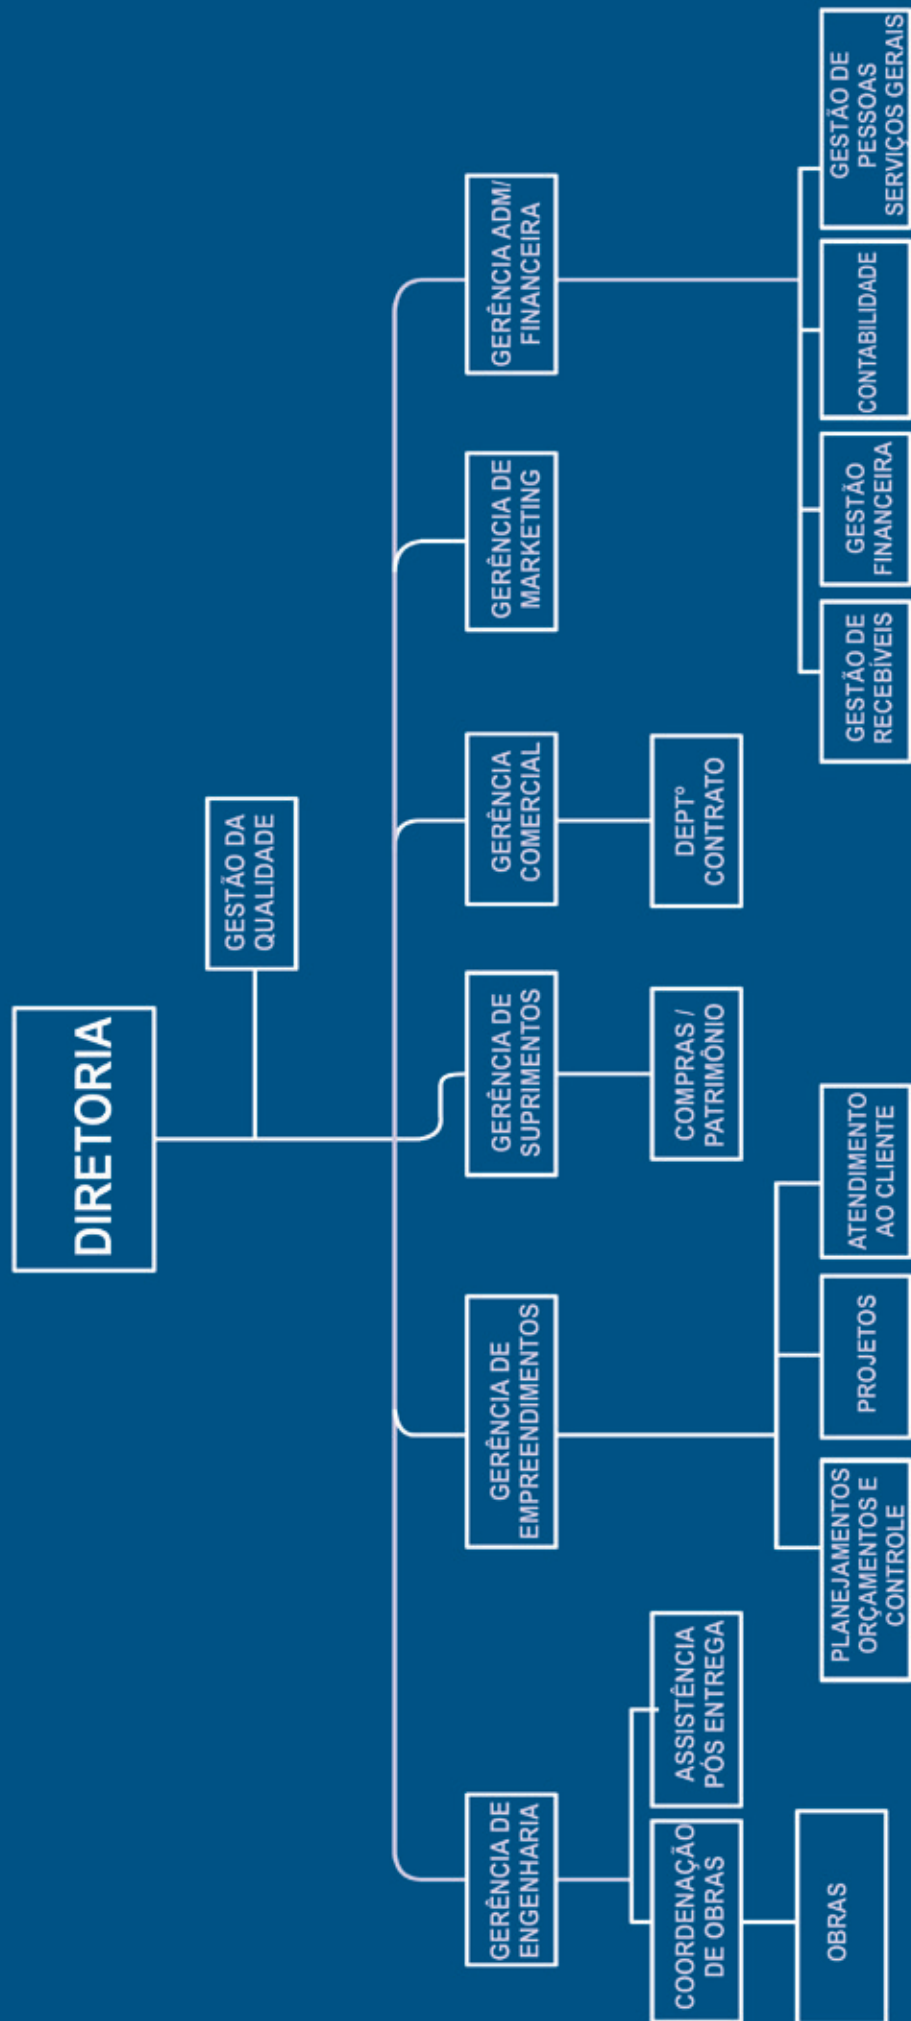 DIRETORIA
GESTÃO DA
QUALIDADE
GERÊNCIA DE
ENGENHARIA
GERÊNCIA DE
EMPREENDIMENTOS
GERÊNCIA DE
SUPRIMENTOS
GERÊNCIA
COMERCIAL
GERÊNCIA DE
MARKETING
GERÊNCIA ADM/
FINANCEIRA
COORDENAÇÃO
DE OBRAS
ASSISTÊNCIA
PÓS ENTREGA
COMPRAS /
PATRIMÔNIO
DEPTº
CONTRATO
OBRAS
PLANEJAMENTOS
ORÇAMENTOS E
CONTROLE
PROJETOS
ATENDIMENTO
AO CLIENTE
GESTÃO DE
RECEBÍVEIS
GESTÃO
FINANCEIRA
CONTABILIDADE
GESTÃO DE
PESSOAS
SERVIÇOS GERAIS